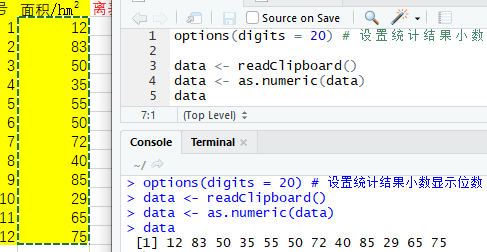 号 面积/hm²
1 12
2 83
3 50
4 35
5 55
6 50
7 72
8 40
9 85
10 29
11 65
12 75
Source on Save
1 options(digits = 20) # 设置统计结果小数
2
3 data <- readClipboard()
4 data <- as.numeric(data)
5 data
7:1 (Top Level)
Console Terminal
~/
> options(digits = 20) # 设置统计结果小数显示位数
> data <- readClipboard()
> data <- as.numeric(data)
> data
[1] 12 83 50 35 55 50 72 40 85 29 65 75